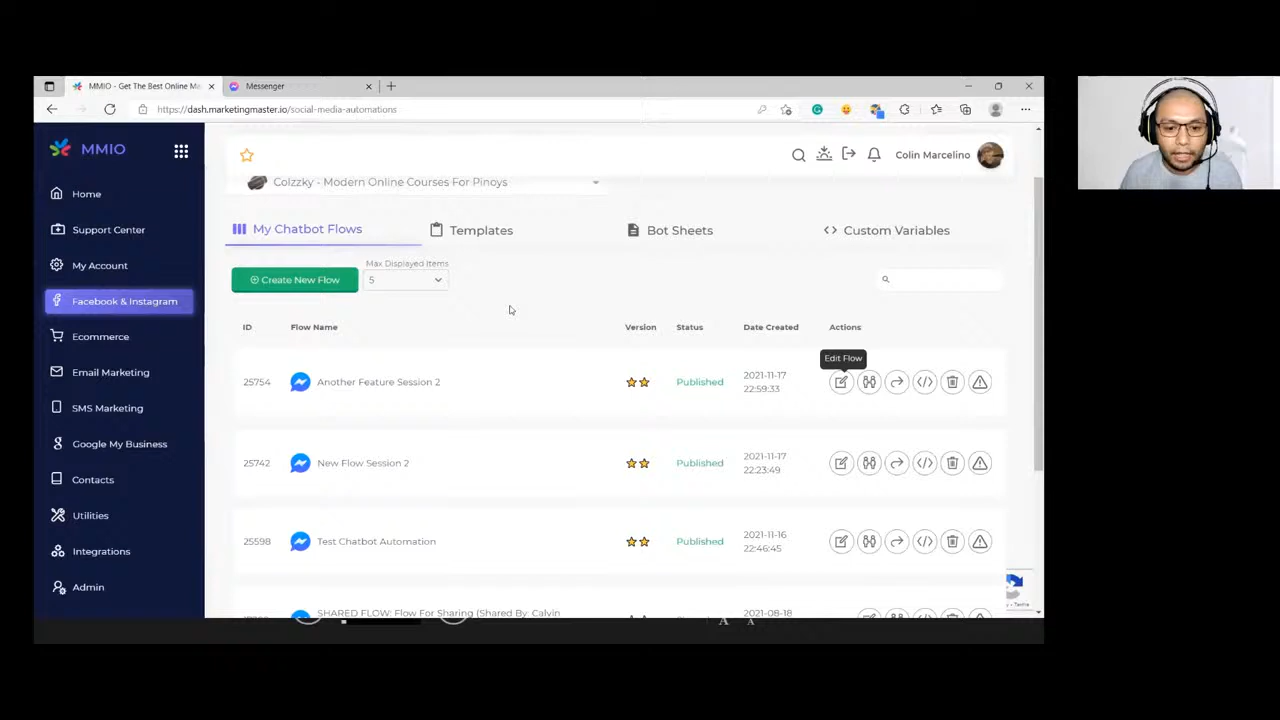 MMIO - Get The Best Online Ma
Messenger
https://dash.marketingmaster.io/social-media-automations
MMIO
Colin Marcelino
Colzzky - Modern Online Courses For Pinoys
Home
Support Center
My Account
Facebook & Instagram
Ecommerce
Email Marketing
SMS Marketing
Google My Business
Contacts
Utilities
Integrations
Admin
My Chatbot Flows
Templates
Bot Sheets
Custom Variables
Create New Flow
Max Displayed Items
5
ID Flow Name Version Status Date Created Actions
Edit Flow
25754 Another Feature Session 2 Published 2021-11-17 22:59:33
25742 New Flow Session 2 Published 2021-11-17 22:23:49
25598 Test Chatbot Automation Published 2021-11-16 22:46:45
SHARED FLOW: Flow For Sharing (Shared By: Calvin 2021-08-18
- Terms
A A